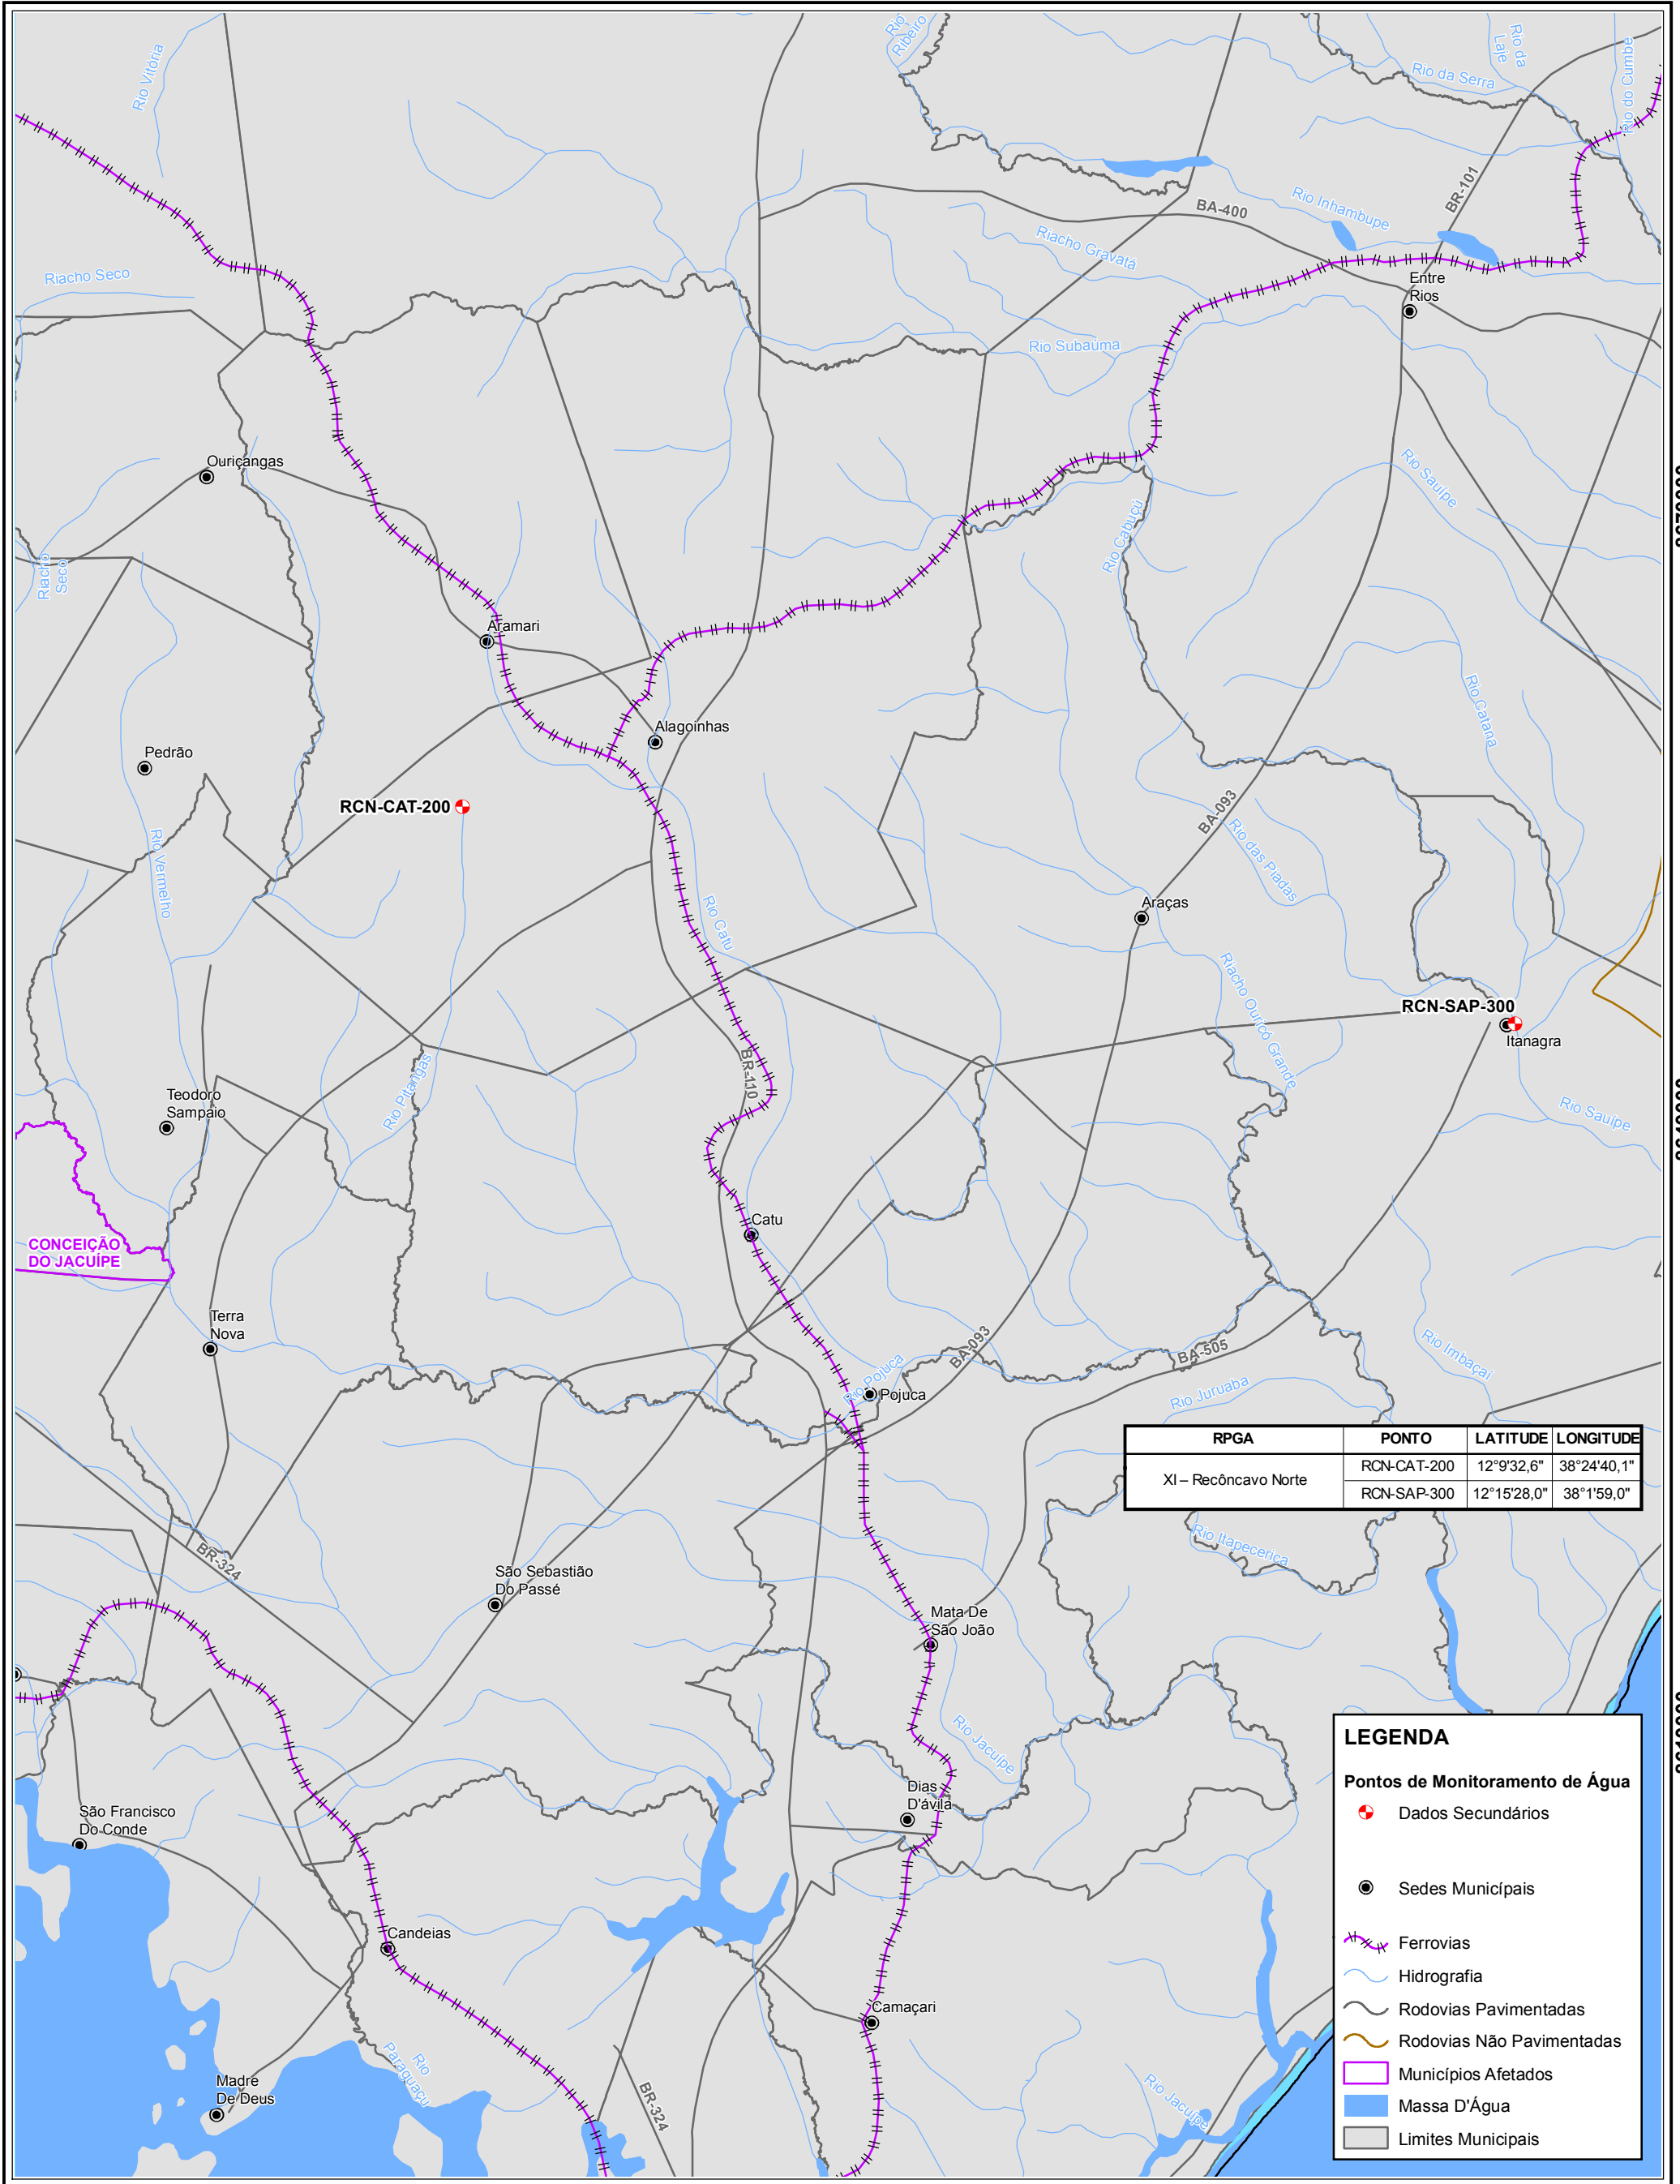 Rio
Ribeiro
Rio Vitória
Rio da
Laje
Rio da Serra
Rio do Cumbe
BR-101
BA-400
Rio Inhambupe
Riacho Gravatá
Riacho Seco
Entre
Rios
Rio Subaúma
Ouriçangas
Rio Sauípe
Rio Cabuçú
Riacho
Seco
Aramari
Rio Catana
Alagoinhas
Pedrão
RCN-CAT-200
BA-093
Rio das Piadas
Rio Vermelho
Araças
Rio Catu
Riacho Ouricó Grande
RCN-SAP-300
Itanagra
BR-110
Rio Pitangas
Teodoro
Sampaio
Rio Sauípe
Catu
CONCEIÇÃO
DO JACUÍPE
Terra
Nova
BA-093
BA-505
Rio Imbaçaí
Rio Pojuca
Pojuca
Rio Juruaba
RPGA PONTO LATITUDE LONGITUDE
XI – Recôncavo Norte
RCN-CAT-200 12°9'32,6" 38°24'40,1"
RCN-SAP-300 12°15'28,0" 38°1'59,0"
Rio Itapecerica
BR-324
São Sebastião
Do Passé
Mata De
São João
Rio Jacuípe
Dias
D'ávila
São Francisco
Do Conde
Candeias
Camaçari
Rio
Paraguaçu
Madre
De Deus
BR-324
Rio Jacuípe
LEGENDA
Pontos de Monitoramento de Água
Dados Secundários
Sedes Municípais
Ferrovias
Hidrografia
Rodovias Pavimentadas
Rodovias Não Pavimentadas
Municípios Afetados
Massa D'Água
Limites Municipais